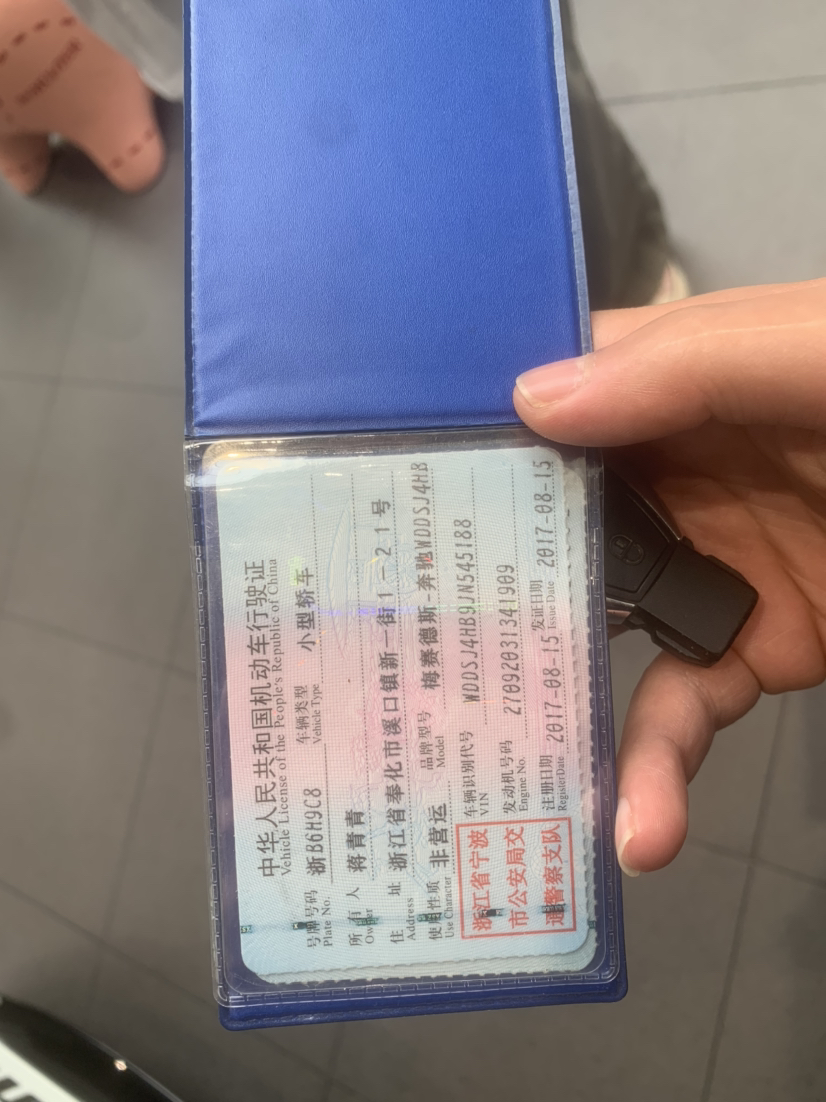 中华人民共和国机动车行驶证
Vehicle License of the People's Republic of China
号牌号码 浙B6H9C8 车辆类型 小型轿车
Plate No. Vehicle Type
所有人 蒋青青
Owner
住址 浙江省奉化市溪口镇新一街1-21号
Address
使用性质 非营运 品牌型号 梅赛德斯-奔驰WDDSJ4HB
Use Character Model
车辆识别代号 WDDSJ4HB9JN545188
VIN
发动机号码 27092031341909
Engine No.
注册日期 2017-08-15 发证日期 2017-08-15
Register Date Issue Date
浙江省宁波
市公安局交
通警察支队